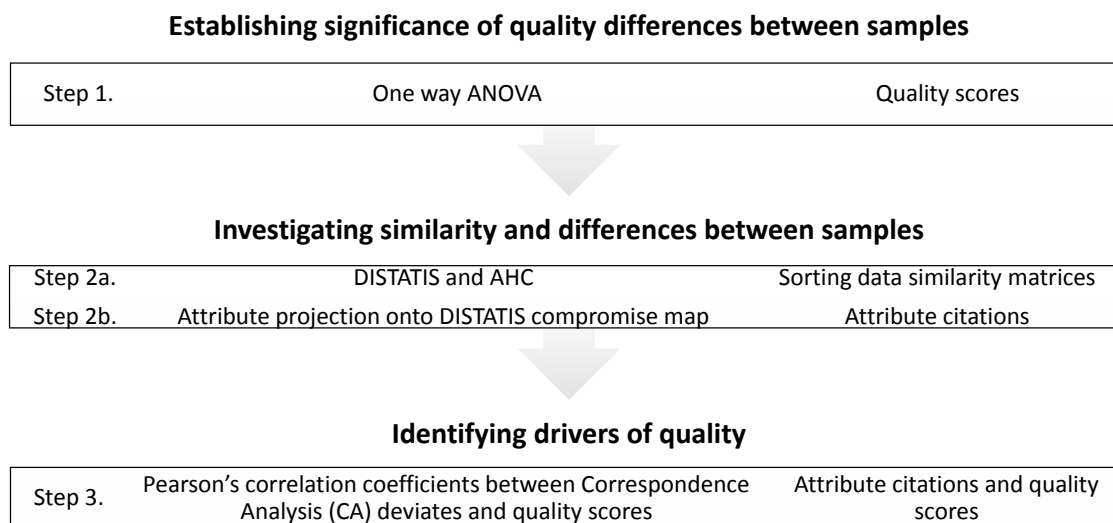 Establishing significance of quality differences between samples
Step 1. One way ANOVA Quality scores
Investigating similarity and differences between samples
Step 2a. DISTATIS and AHC Sorting data similarity matrices
Step 2b. Attribute projection onto DISTATIS compromise map Attribute citations
Identifying drivers of quality
Step 3. Pearson’s correlation coefficients between Correspondence Analysis (CA) deviates and quality scores Attribute citations and quality scores